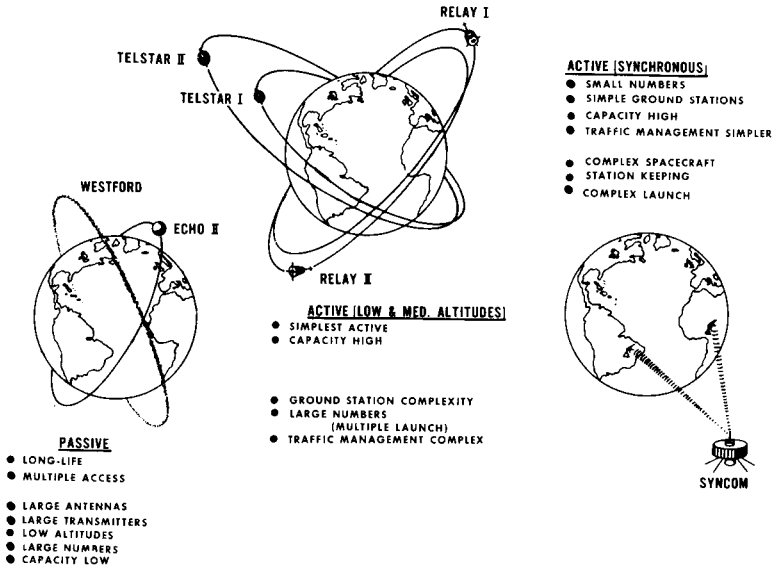 RELAY I
TELSTAR II
TELSTAR I
RELAY II
ACTIVE (LOW & MED. ALTITUDES)
● SIMPLEST ACTIVE
● CAPACITY HIGH
● GROUND STATION COMPLEXITY
● LARGE NUMBERS
(MULTIPLE LAUNCH)
● TRAFFIC MANAGEMENT COMPLEX
WESTFORD
ECHO II
PASSIVE
● LONG-LIFE
● MULTIPLE ACCESS
● LARGE ANTENNAS
● LARGE TRANSMITTERS
● LOW ALTITUDES
● LARGE NUMBERS
● CAPACITY LOW
ACTIVE (SYNCHRONOUS)
● SMALL NUMBERS
● SIMPLE GROUND STATIONS
● CAPACITY HIGH
● TRAFFIC MANAGEMENT SIMPLER
● COMPLEX SPACECRAFT
● STATION KEEPING
● COMPLEX LAUNCH
SYNCOM